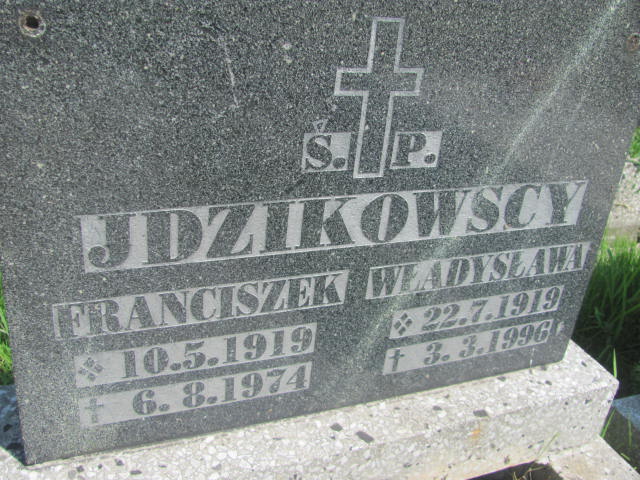 Ś. P.
JDZIKOWSCY
FRANCISZEK WŁADYSŁAWA
10.5.1919 22.7.1919
6.8.1974 3.3.1996